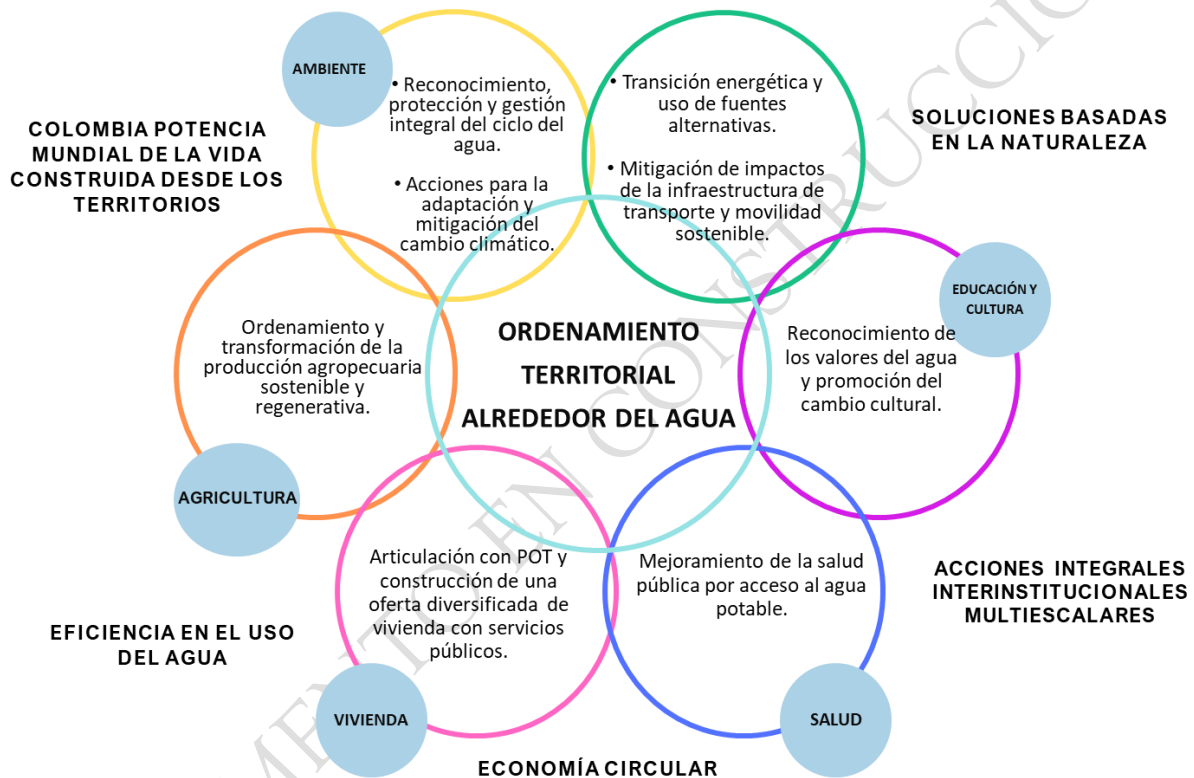 AMBIENTE
• Reconocimiento,
protección y gestión
integral del ciclo del
agua.
• Acciones para la
adaptación y
mitigación del
cambio climático.
• Transición energética y
uso de fuentes
alternativas.
• Mitigación de impactos
de la infraestructura de
transporte y movilidad
sostenible.
COLOMBIA POTENCIA
MUNDIAL DE LA VIDA
CONSTRUIDA DESDE LOS
TERRITORIOS
SOLUCIONES BASADAS
EN LA NATURALEZA
EDUCACIÓN Y
CULTURA
Ordenamiento y
transformación de la
producción agropecuaria
sostenible y
regenerativa.
ORDENAMIENTO
TERRITORIAL
ALREDEDOR DEL AGUA
Reconocimiento de
los valores del agua
y promoción del
cambio cultural.
AGRICULTURA
Articulación con POT y
construcción de una
oferta diversificada de
vivienda con servicios
públicos.
Mejoramiento de la salud
pública por acceso al agua
potable.
ACCIONES INTEGRALES
INTERINSTITUCIONALES
MULTIESCALARES
EFICIENCIA EN EL USO
DEL AGUA
VIVIENDA
SALUD
ECONOMÍA CIRCULAR
MENTO EN CONSTRUCCIÓ